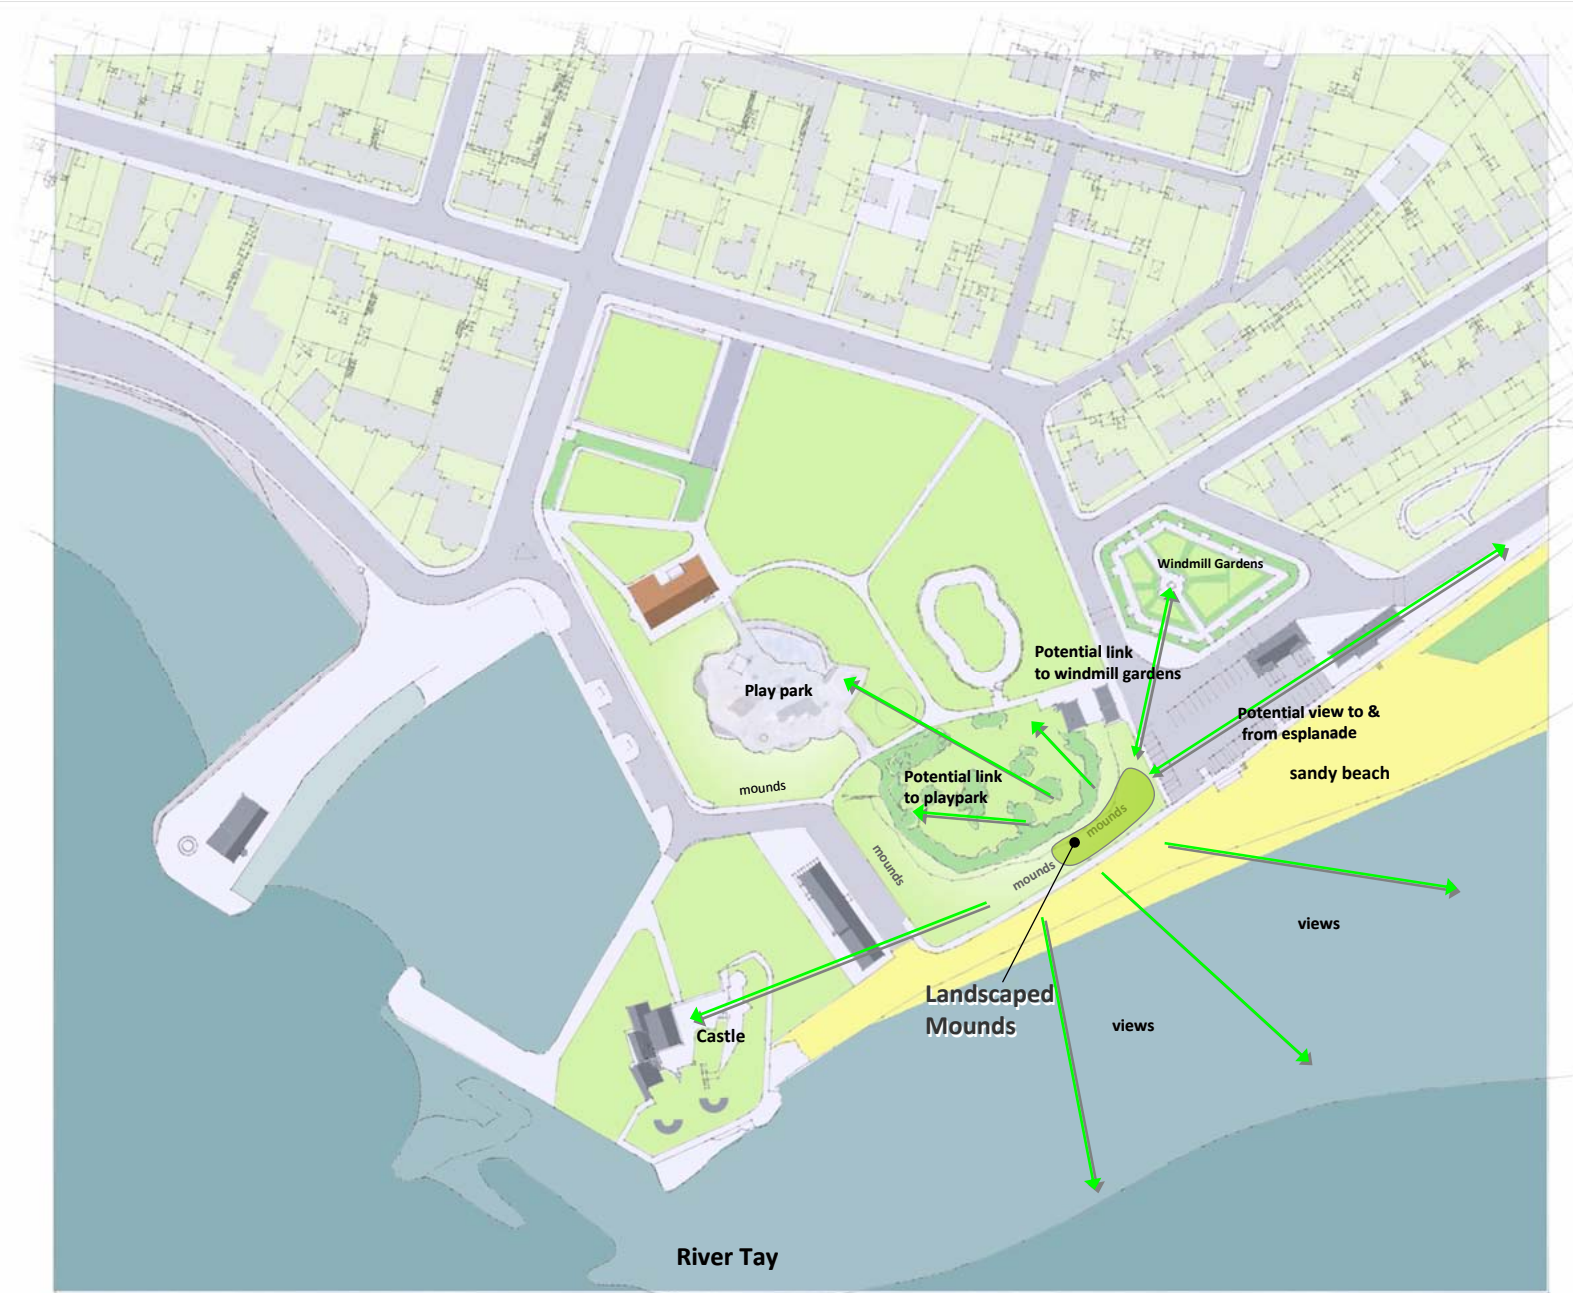 Windmill Gardens
Potential link
to windmill gardens
Play park
Potential view to &
from esplanade
sandy beach
Potential link
to playpark
mounds
mounds
mounds
mounds
views
Landscaped
Mounds
views
Castle
River Tay